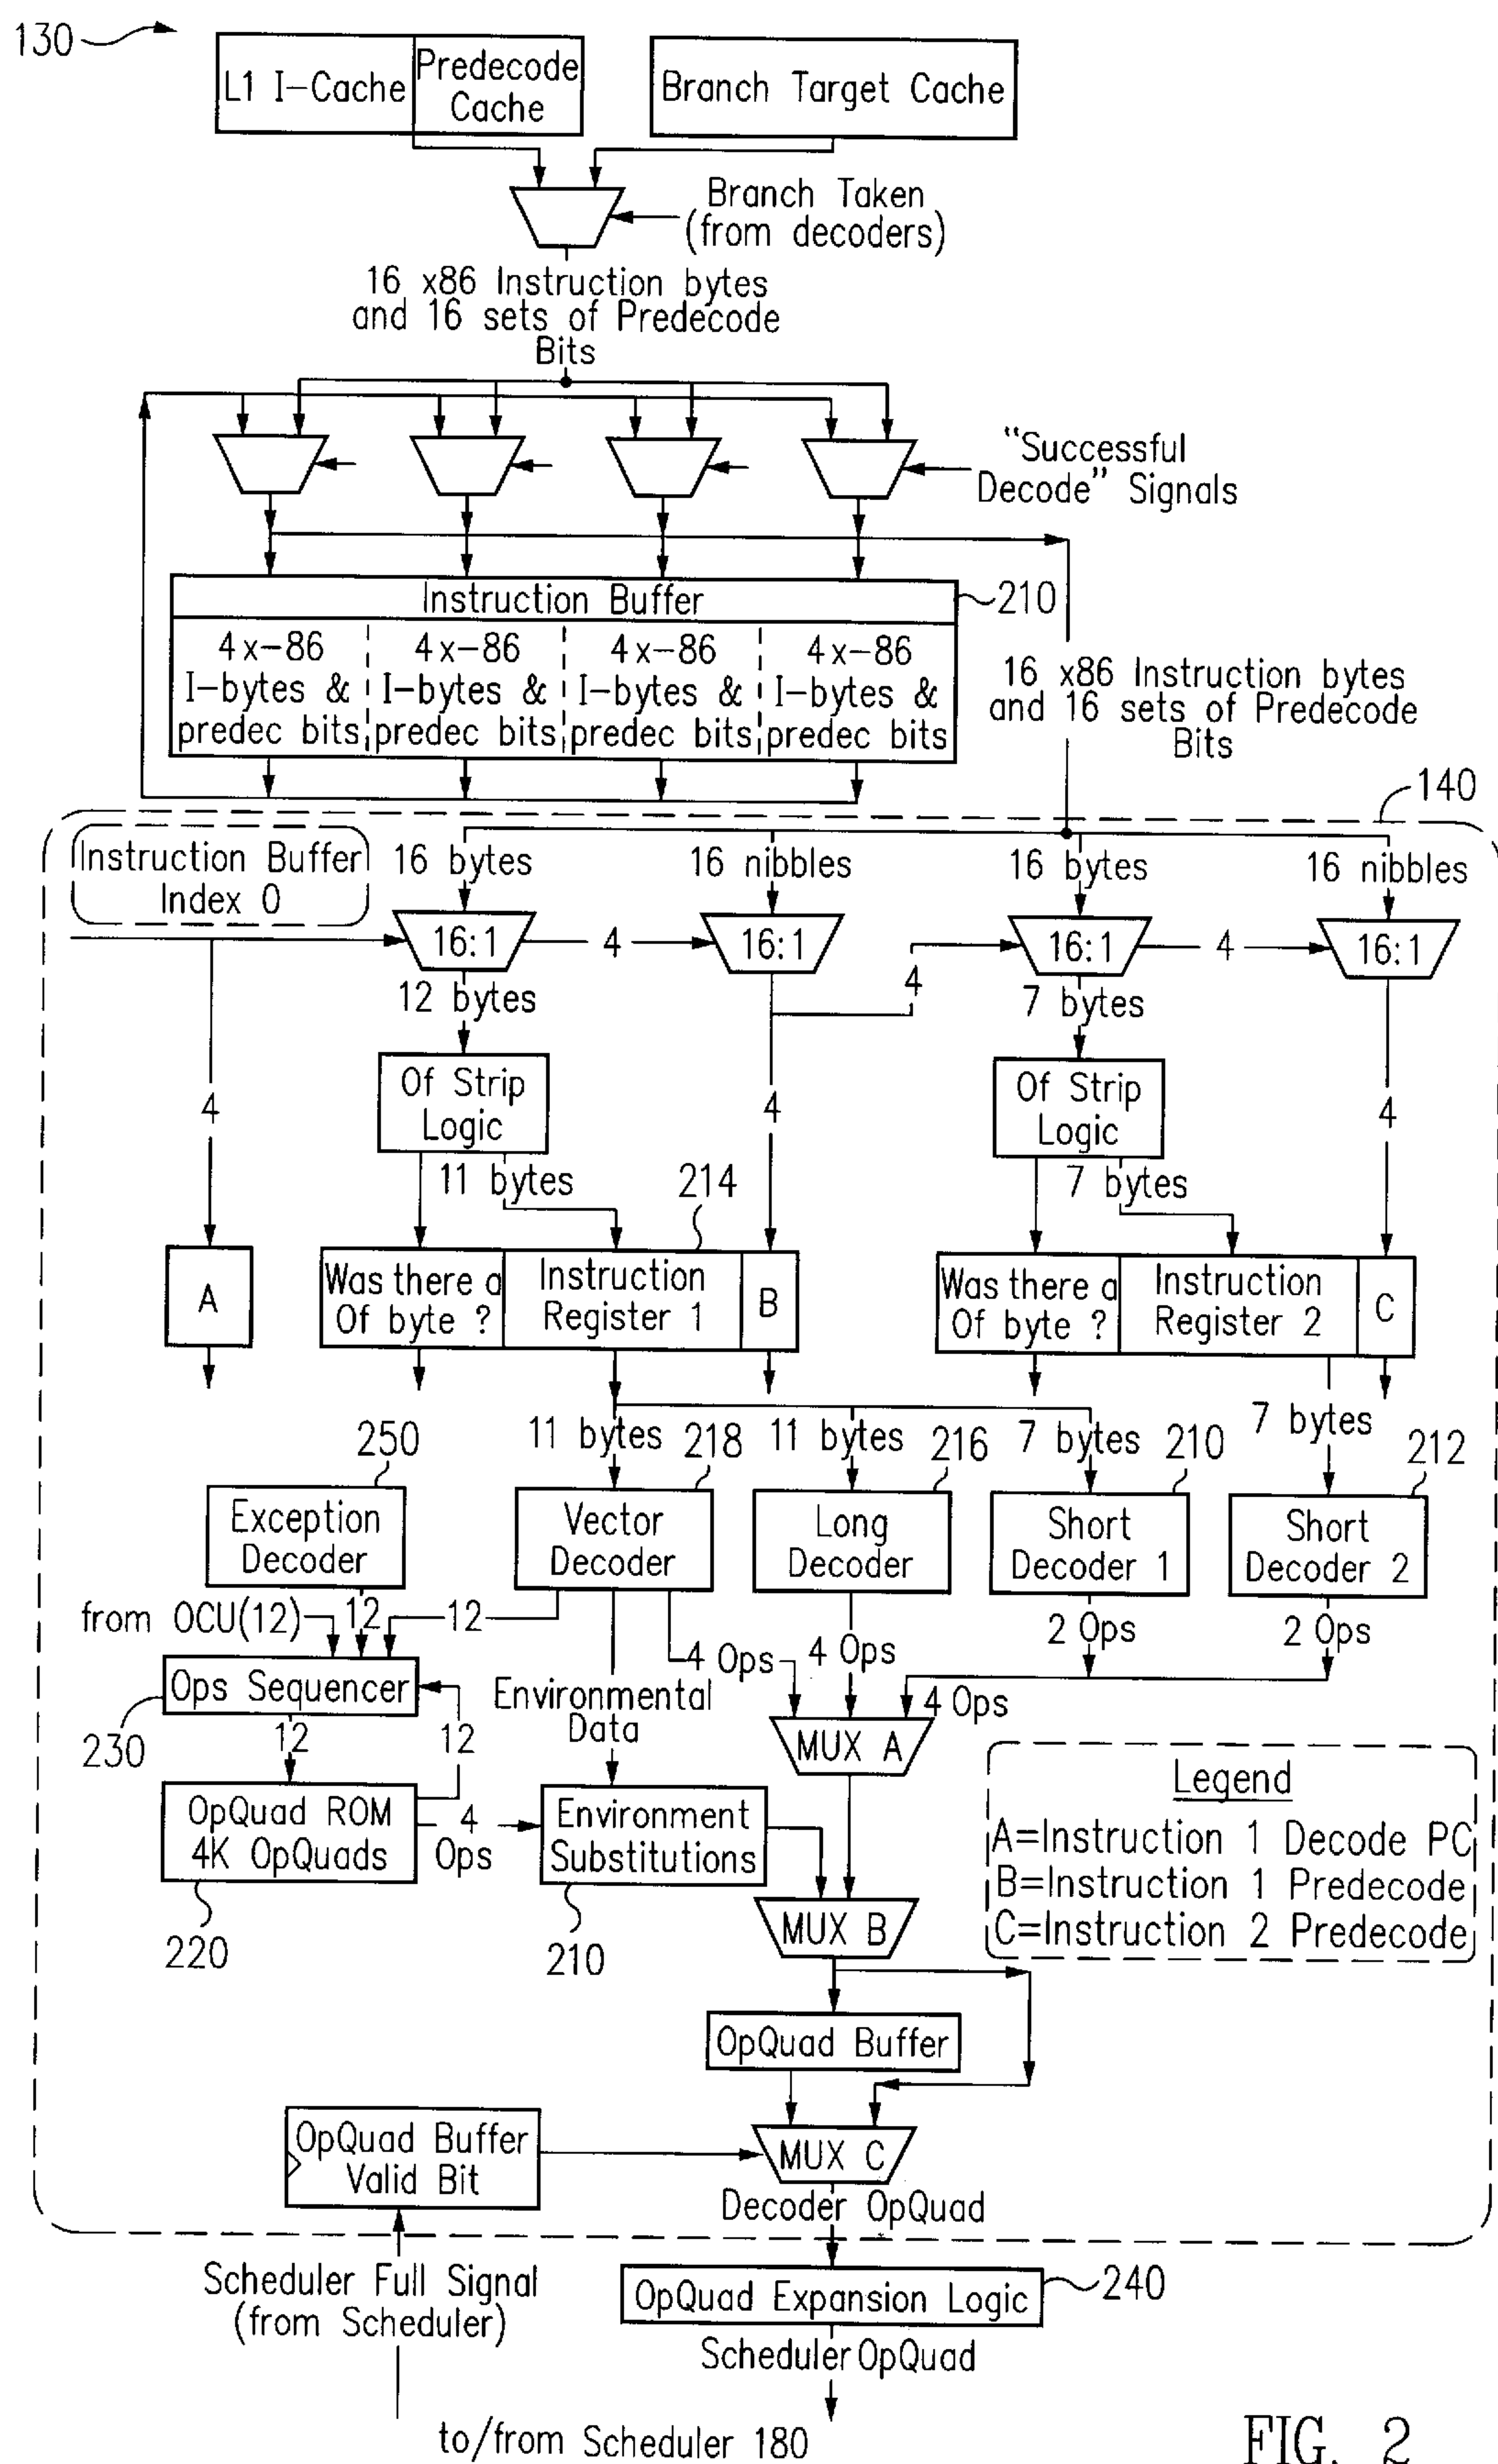 130
L1 I-Cache
Predecode
Cache
Branch Target Cache
Branch Taken
(from decoders)
16 x86 Instruction bytes
and 16 sets of Predecode
Bits
"Successful
Decode" Signals
Instruction Buffer
210
4x-86
I-bytes &
predec bits
4x-86
I-bytes &
predec bits
4x-86
I-bytes &
predec bits
4x-86
I-bytes &
predec bits
16 x86 Instruction bytes
and 16 sets of Predecode
Bits
140
Instruction Buffer
Index 0
16 bytes
16 nibbles
16 bytes
16 nibbles
16:1
4
16:1
4
16:1
4
16:1
12 bytes
7 bytes
4
Of Strip
Logic
4
Of Strip
Logic
4
11 bytes
214
7 bytes
A
Was there a
Of byte ?
Instruction
Register 1
B
Was there a
Of byte ?
Instruction
Register 2
C
250
11 bytes
218
11 bytes
216
7 bytes
210
7 bytes
212
Exception
Decoder
Vector
Decoder
Long
Decoder
Short
Decoder 1
Short
Decoder 2
from OCU(12)
12
12
4 Ops
4 Ops
2 Ops
2 Ops
Ops Sequencer
230
12
12
Environmental
Data
4 Ops
MUX A
OpQuad ROM
4K OpQuads
220
4
Ops
Environment
Substitutions
210
MUX B
Legend
A=Instruction 1 Decode PC
B=Instruction 1 Predecode
C=Instruction 2 Predecode
OpQuad Buffer
OpQuad Buffer
Valid Bit
MUX C
Decoder OpQuad
Scheduler Full Signal
(from Scheduler)
OpQuad Expansion Logic
240
Scheduler OpQuad
to/from Scheduler 180
FIG. 2